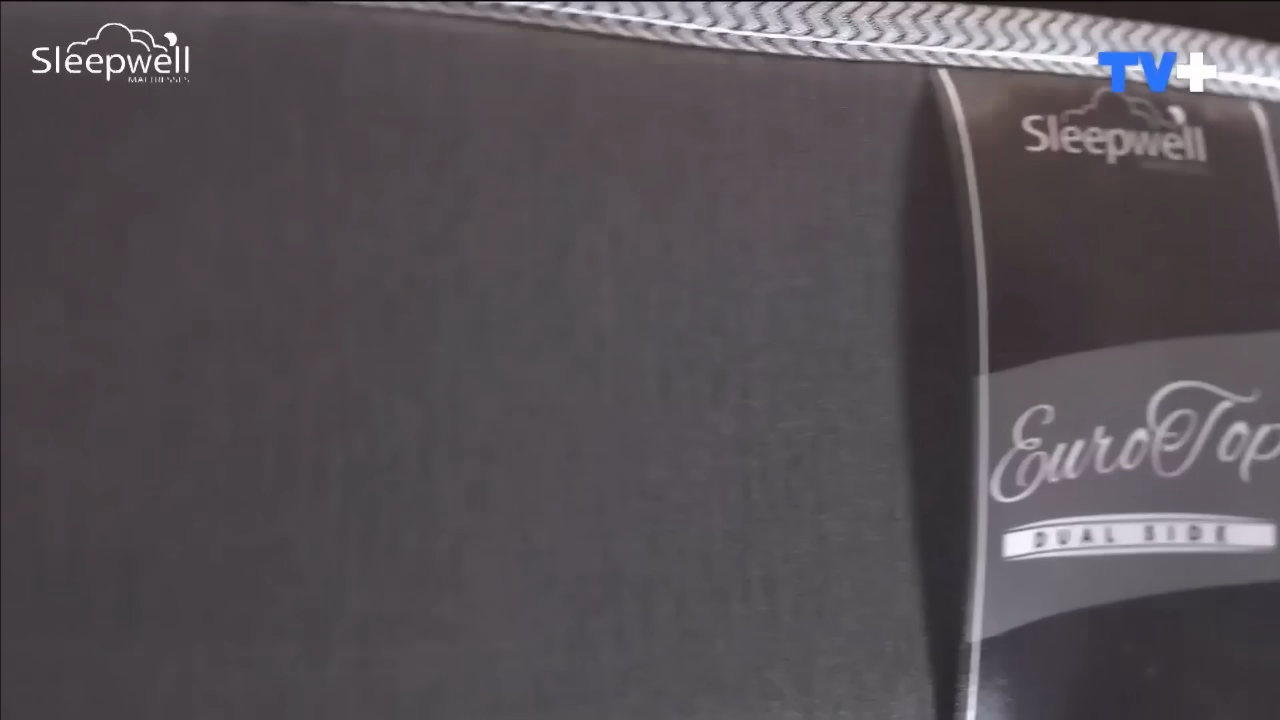 Sleepwell
MATTRESSES
TV+
Sleepwell
EuroTop
DUAL SIDE